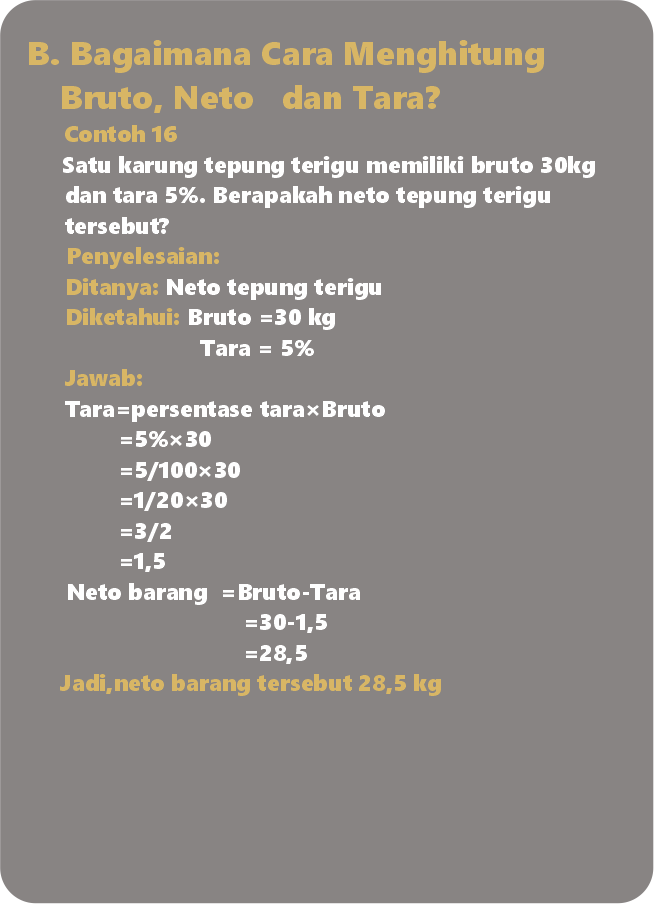 B. Bagaimana Cara Menghitung
Bruto, Neto dan Tara?
Contoh 16
Satu karung tepung terigu memiliki bruto 30kg
dan tara 5%. Berapakah neto tepung terigu
tersebut?
Penyelesaian:
Ditanya: Neto tepung terigu
Diketahui: Bruto =30 kg
Tara = 5%
Jawab:
Tara=persentase tara×Bruto
=5%×30
=5/100×30
=1/20×30
=3/2
=1,5
Neto barang =Bruto-Tara
=30-1,5
=28,5
Jadi,neto barang tersebut 28,5 kg